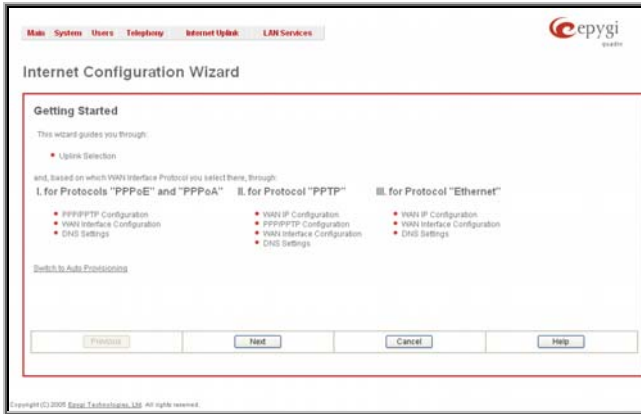 Main System Users Telephony Internet Uplink LAN Services
epygi
quadro
Internet Configuration Wizard
Getting Started
This wizard guides you through:
Uplink Selection
and, based on which WAN Interface Protocol you select there, through:
I. for Protocols "PPPoE" and "PPPoA" II. for Protocol "PPTP" III. for Protocol "Ethernet"
PPP/PPTP Configuration
WAN Interface Configuration
DNS Settings
WAN IP Configuration
PPP/PPTP Configuration
WAN Interface Configuration
DNS Settings
WAN IP Configuration
WAN Interface Configuration
DNS Settings
Switch to Auto Provisioning
Previous Next Cancel Help
Copyright (C) 2005 Epygi Technologies, Ltd. All rights reserved.